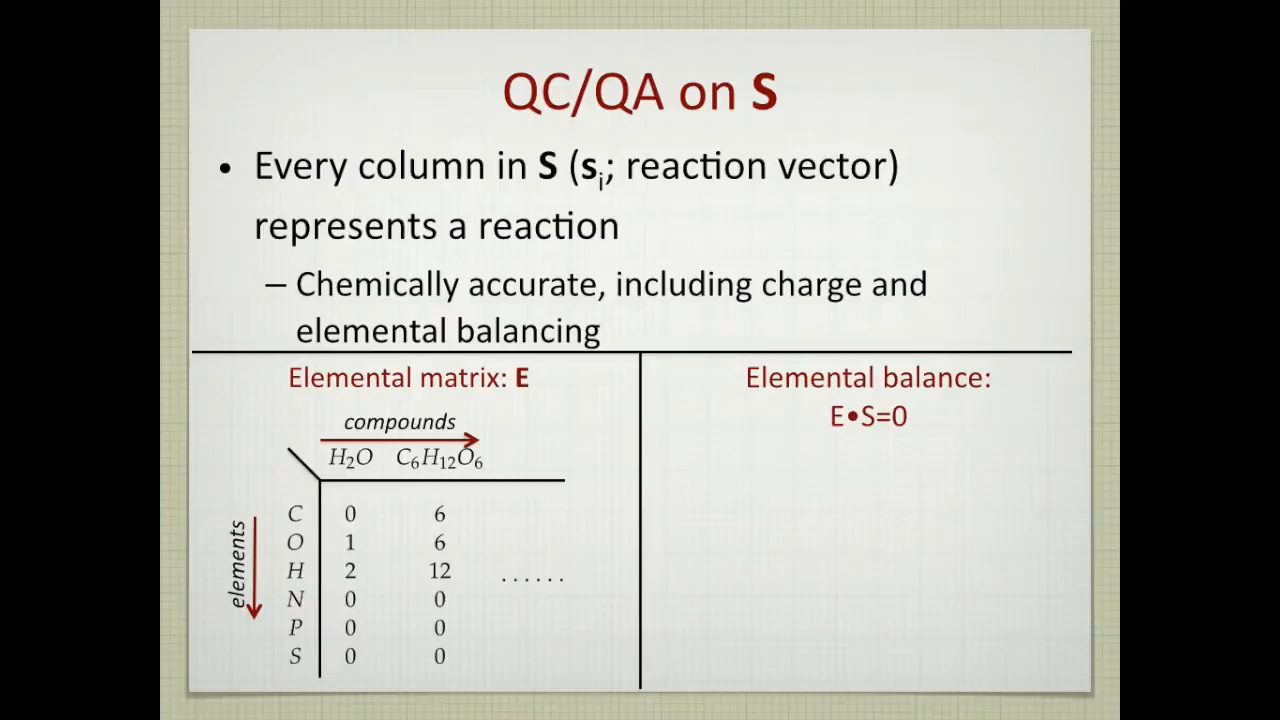 QC/QA on S
• Every column in S (sᵢ; reaction vector)
represents a reaction
– Chemically accurate, including charge and
elemental balancing
Elemental matrix: E
compounds
H₂O C₆H₁₂O₆
elements
C 0 6
O 1 6
H 2 12 ......
N 0 0
P 0 0
S 0 0
Elemental balance:
E•S=0